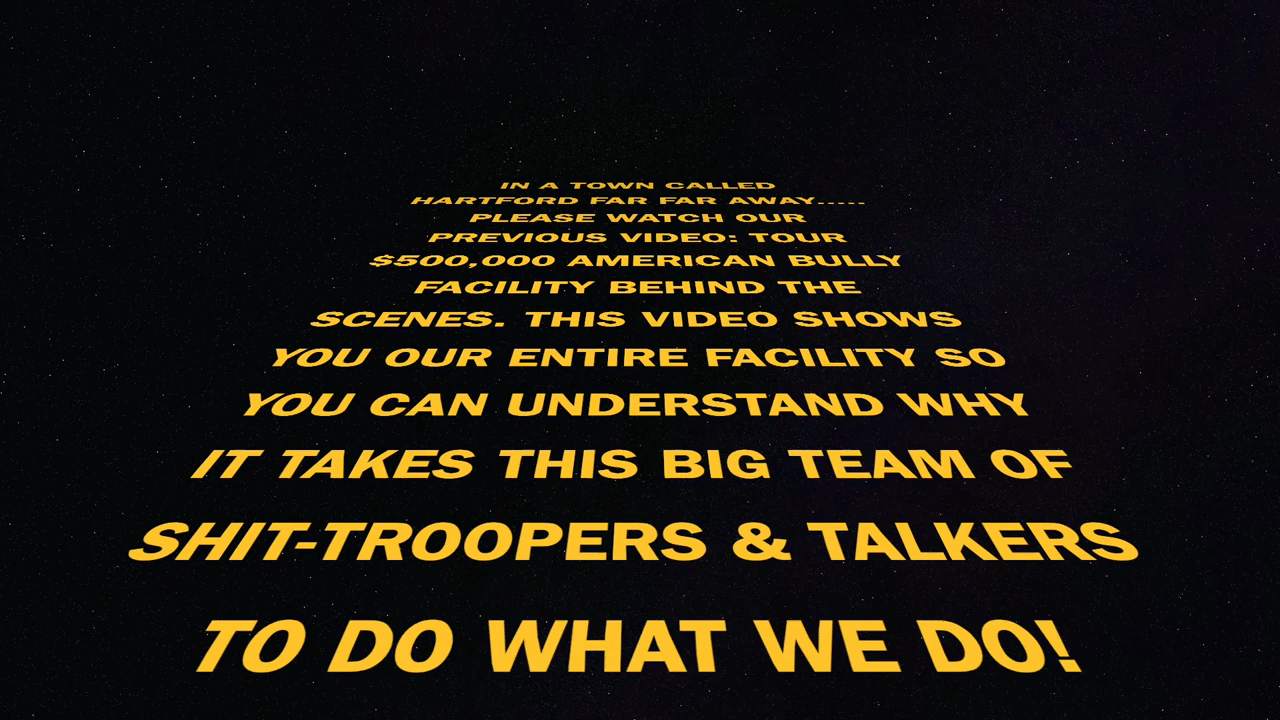 IN A TOWN CALLED
HARTFORD FAR FAR AWAY.....
PLEASE WATCH OUR
PREVIOUS VIDEO: TOUR
$500,000 AMERICAN BULLY
FACILITY BEHIND THE
SCENES. THIS VIDEO SHOWS
YOU OUR ENTIRE FACILITY SO
YOU CAN UNDERSTAND WHY
IT TAKES THIS BIG TEAM OF
SHIT-TROOPERS & TALKERS
TO DO WHAT WE DO!